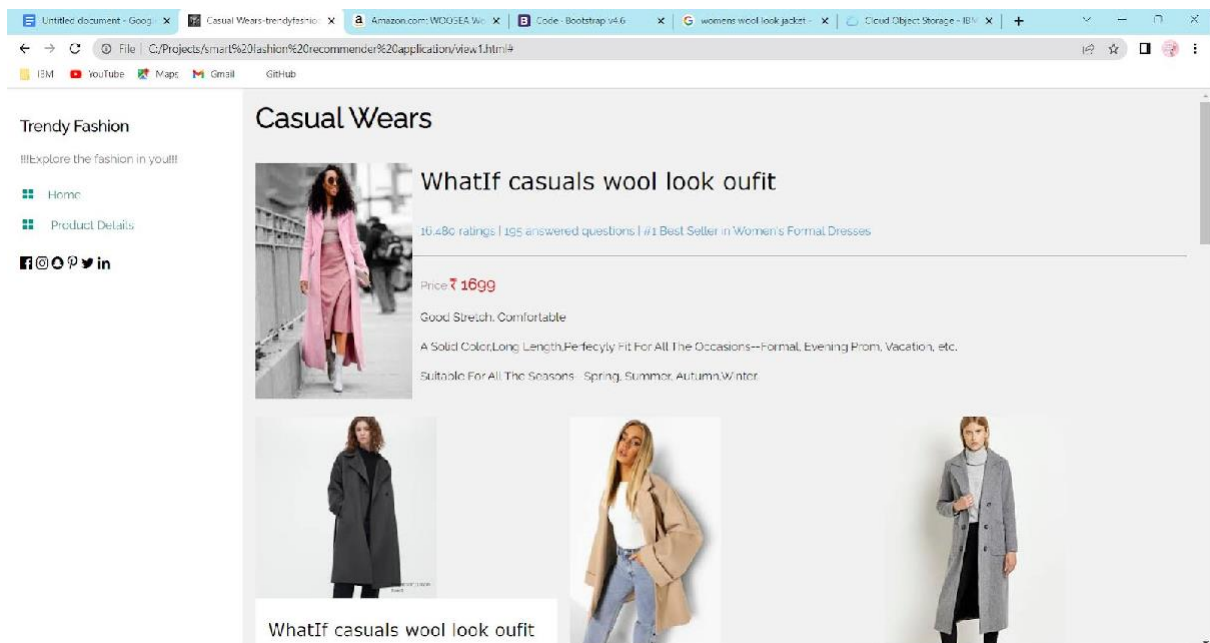 Untitled document - Googl
Casual Wears-trendyfashio
Amazon.com: WOOSEA Wo
Code · Bootstrap v4.6
womens wool look jacket -
Cloud Object Storage - IBM
File | C:/Projects/smart%20fashion%20recommender%20application/view1.html#
IBM YouTube Maps Gmail GitHub
Trendy Fashion
!!!Explore the fashion in you!!!
Home
Product Details
Casual Wears
WhatIf casuals wool look oufit
16,480 ratings | 195 answered questions | #1 Best Seller in Women's Formal Dresses
Price ₹ 1699
Good Stretch, Comfortable
A Solid Color,Long Length,Perfecyly Fit For All The Occasions--Formal, Evening Prom, Vacation, etc.
Suitable For All The Seasons--Spring, Summer, Autumn,Winter.
WhatIf casuals wool look oufit